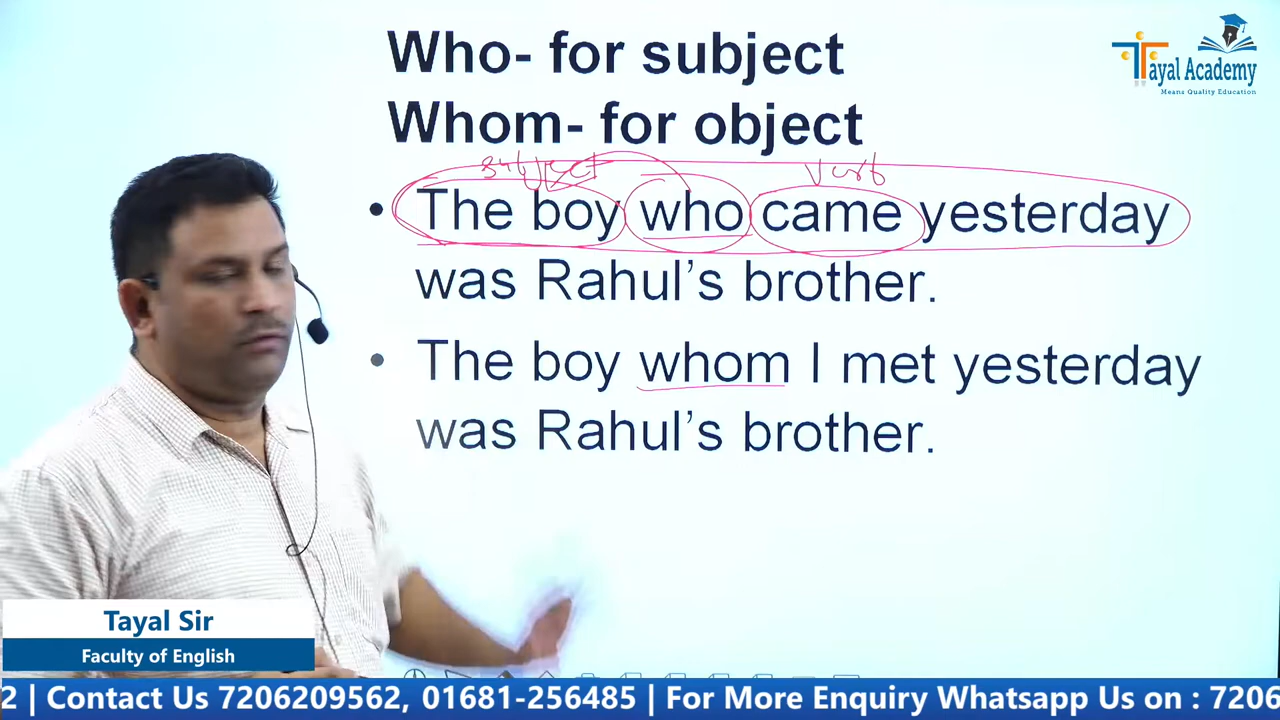 Who- for subject
Whom- for object
Tayal Academy
Means Quality Education
subject
verb
• The boy who came yesterday
was Rahul’s brother.
• The boy whom I met yesterday
was Rahul’s brother.
Tayal Sir
Faculty of English
2 | Contact Us 7206209562, 01681-256485 | For More Enquiry Whatsapp Us on : 7206